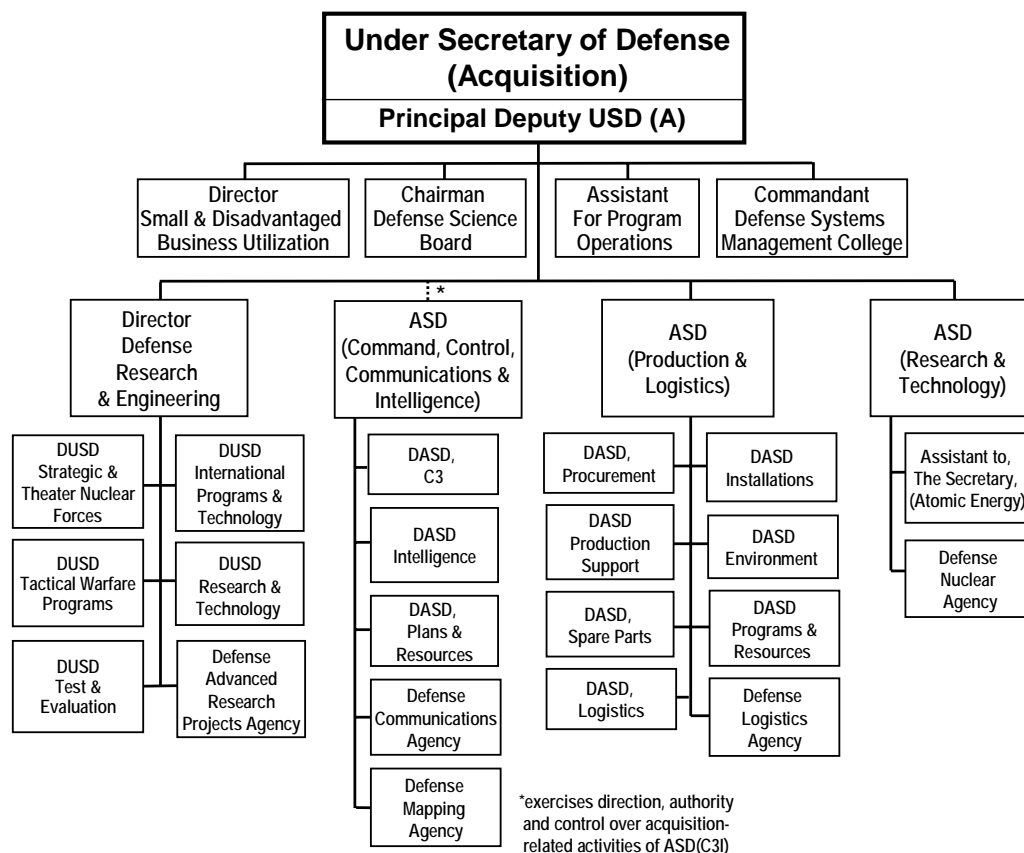 Under Secretary of Defense
(Acquisition)
Principal Deputy USD (A)
Director
Small & Disadvantaged
Business Utilization
Chairman
Defense Science
Board
Assistant
For Program
Operations
Commandant
Defense Systems
Management College
*
Director
Defense
Research
& Engineering
ASD
(Command, Control,
Communications &
Intelligence)
ASD
(Production &
Logistics)
ASD
(Research &
Technology)
DUSD
Strategic &
Theater Nuclear
Forces
DUSD
International
Programs &
Technology
DUSD
Tactical Warfare
Programs
DUSD
Research &
Technology
DUSD
Test &
Evaluation
Defense
Advanced
Research
Projects Agency
DASD,
C3
DASD
Intelligence
DASD,
Plans &
Resources
Defense
Communications
Agency
Defense
Mapping
Agency
DASD,
Procurement
DASD
Installations
DASD
Production
Support
DASD
Environment
DASD,
Spare Parts
DASD
Programs &
Resources
DASD,
Logistics
Defense
Logistics
Agency
Assistant to,
The Secretary,
(Atomic Energy)
Defense
Nuclear
Agency
*exercises direction, authority
and control over acquisition-
related activities of ASD(C3I)